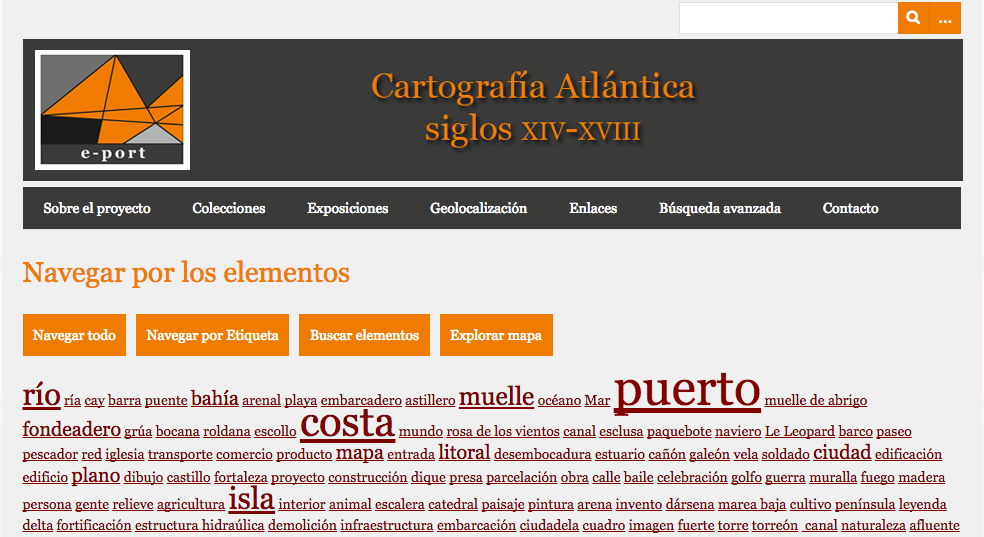 ...
Cartografía Atlántica
siglos XIV-XVIII
e-port
Sobre el proyecto Colecciones Exposiciones Geolocalización Enlaces Búsqueda avanzada Contacto
Navegar por los elementos
Navegar todo Navegar por Etiqueta Buscar elementos Explorar mapa
río ría cay barra puente bahía arenal playa embarcadero astillero muelle océano Mar puerto muelle de abrigo
fondeadero grúa bocana roldana escollo costa mundo rosa de los vientos canal esclusa paquebote naviero Le Leopard barco paseo
pescador red iglesia transporte comercio producto mapa entrada litoral desembocadura estuario cañón galeón vela soldado ciudad edificación
edificio plano dibujo castillo fortaleza proyecto construcción dique presa parcelación obra calle baile celebración golfo guerra muralla fuego madera
persona gente relieve agricultura isla interior animal escalera catedral paisaje pintura arena invento dársena marea baja cultivo península leyenda
delta fortificación estructura hidraúlica demolición infraestructura embarcación ciudadela cuadro imagen fuerte torre torreón canal naturaleza afluente